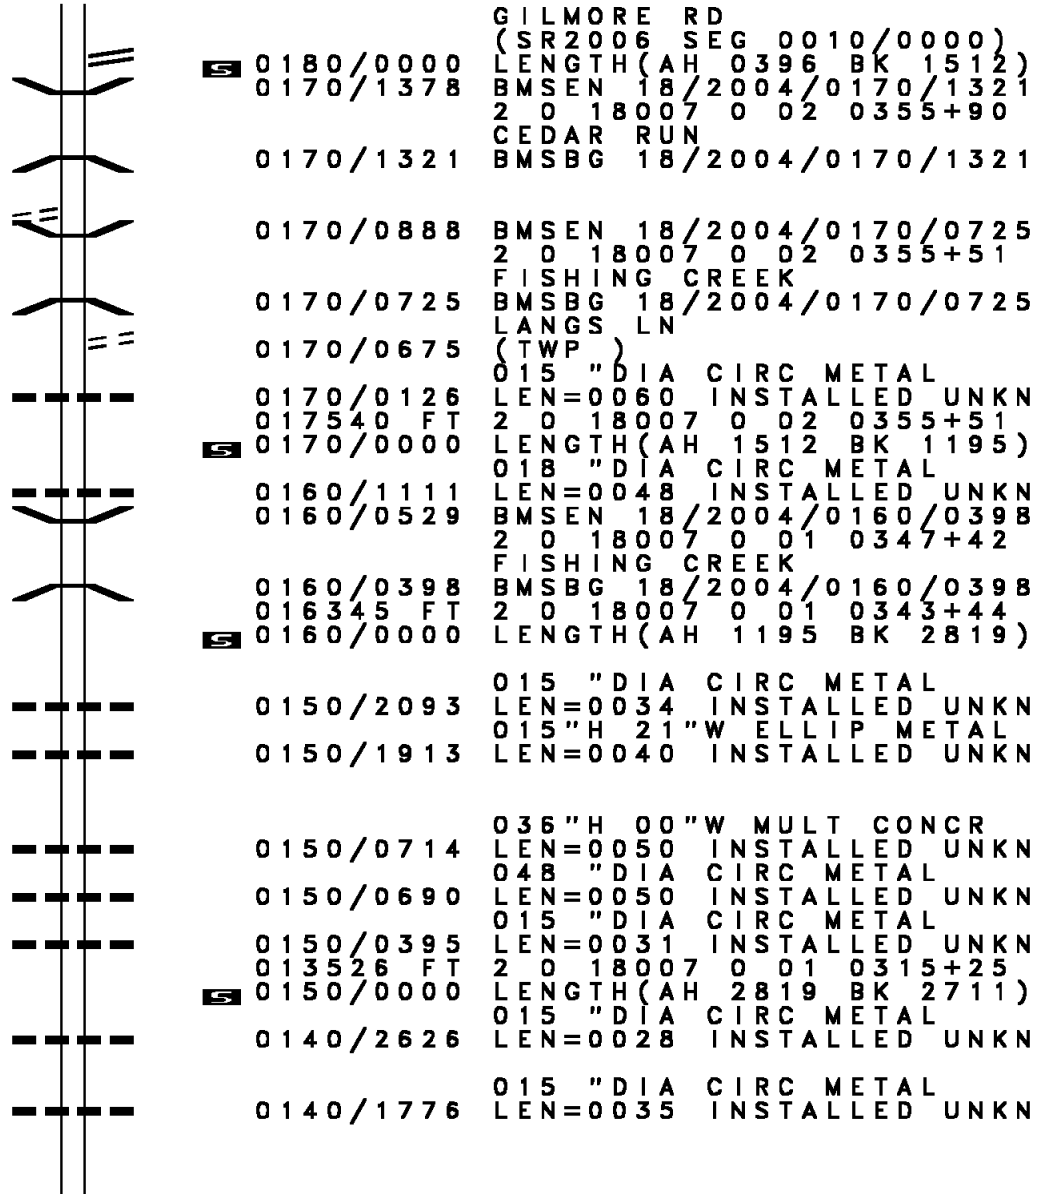 GILMORE RD
(SR2006 SEG 0010/0000)
S 0180/0000 LENGTH(AH 0396 BK 1512)
0170/1378 BMSEN 18/2004/0170/1321
2 0 18007 0 02 0355+90
CEDAR RUN
0170/1321 BMSBG 18/2004/0170/1321
0170/0888 BMSEN 18/2004/0170/0725
2 0 18007 0 02 0355+51
FISHING CREEK
0170/0725 BMSBG 18/2004/0170/0725
LANGS LN
0170/0675 (TWP )
015 "DIA CIRC METAL
0170/0126 LEN=0060 INSTALLED UNKN
017540 FT 2 0 18007 0 02 0355+51
S 0170/0000 LENGTH(AH 1512 BK 1195)
018 "DIA CIRC METAL
0160/1111 LEN=0048 INSTALLED UNKN
0160/0529 BMSEN 18/2004/0160/0398
2 0 18007 0 01 0347+42
FISHING CREEK
0160/0398 BMSBG 18/2004/0160/0398
016345 FT 2 0 18007 0 01 0343+44
S 0160/0000 LENGTH(AH 1195 BK 2819)
015 "DIA CIRC METAL
0150/2093 LEN=0034 INSTALLED UNKN
015"H 21"W ELLIP METAL
0150/1913 LEN=0040 INSTALLED UNKN
036"H 00"W MULT CONCR
0150/0714 LEN=0050 INSTALLED UNKN
048 "DIA CIRC METAL
0150/0690 LEN=0050 INSTALLED UNKN
015 "DIA CIRC METAL
0150/0395 LEN=0031 INSTALLED UNKN
013526 FT 2 0 18007 0 01 0315+25
S 0150/0000 LENGTH(AH 2819 BK 2711)
015 "DIA CIRC METAL
0140/2626 LEN=0028 INSTALLED UNKN
015 "DIA CIRC METAL
0140/1776 LEN=0035 INSTALLED UNKN